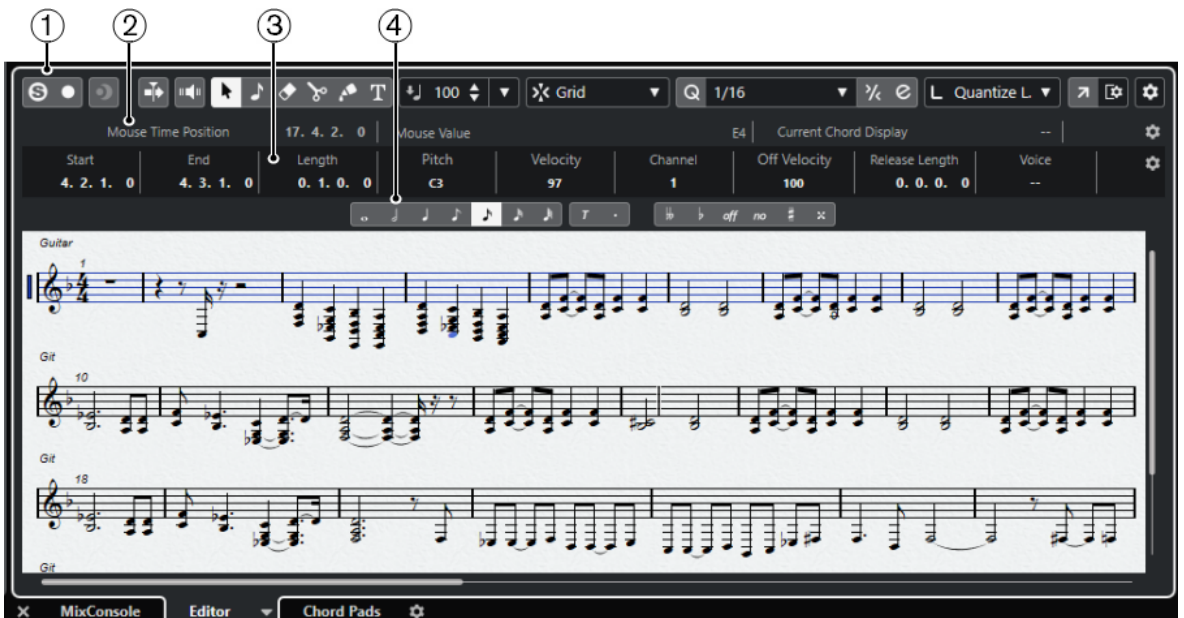 1 2 3 4
S T 100 Grid Q 1/16 L Quantize L.
Mouse Time Position 17. 4. 2. 0 Mouse Value E4 Current Chord Display --
Start End Length Pitch Velocity Channel Off Velocity Release Length Voice
4. 2. 1. 0 4. 3. 1. 0 0. 1. 0. 0 C3 97 1 100 0. 0. 0. 0 --
T . off no
Guitar
1
4
4
Git
10
Git
18
Git
MixConsole Editor Chord Pads